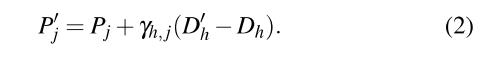 P′_j = P_j + γ_{h,j}(D′_h − D_h). (2)